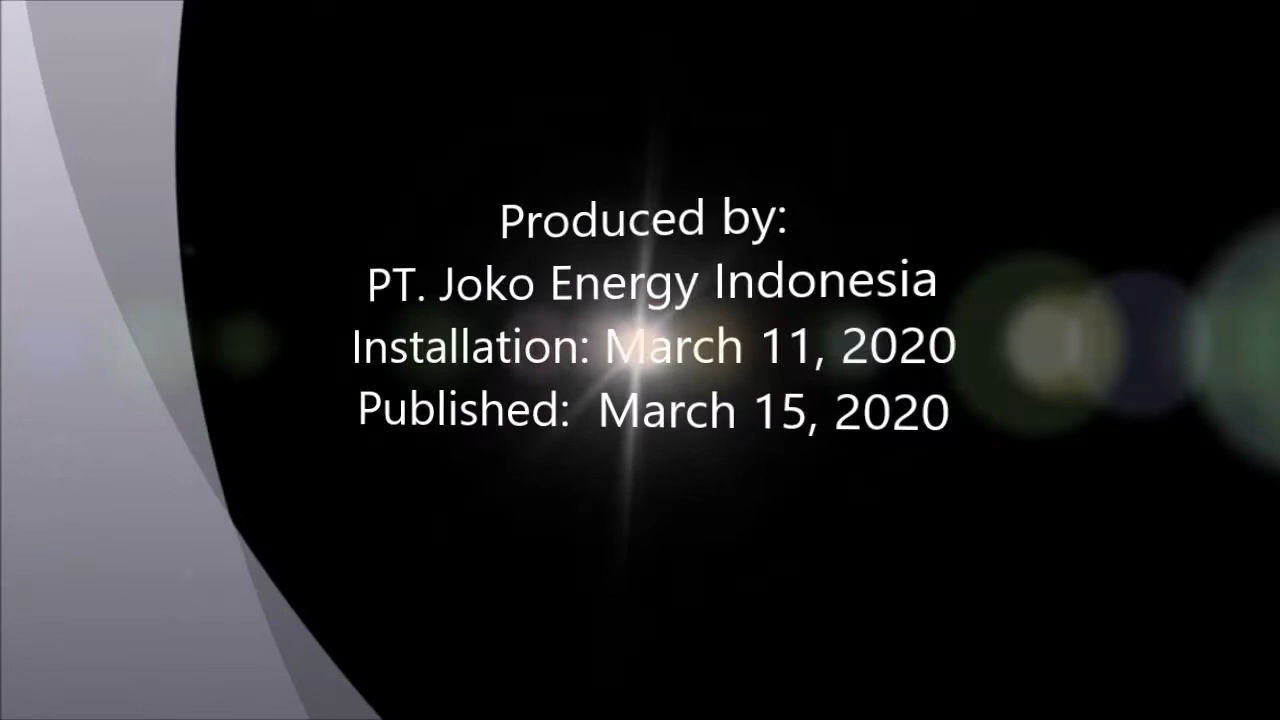 Produced by:
PT. Joko Energy Indonesia
Installation: March 11, 2020
Published: March 15, 2020